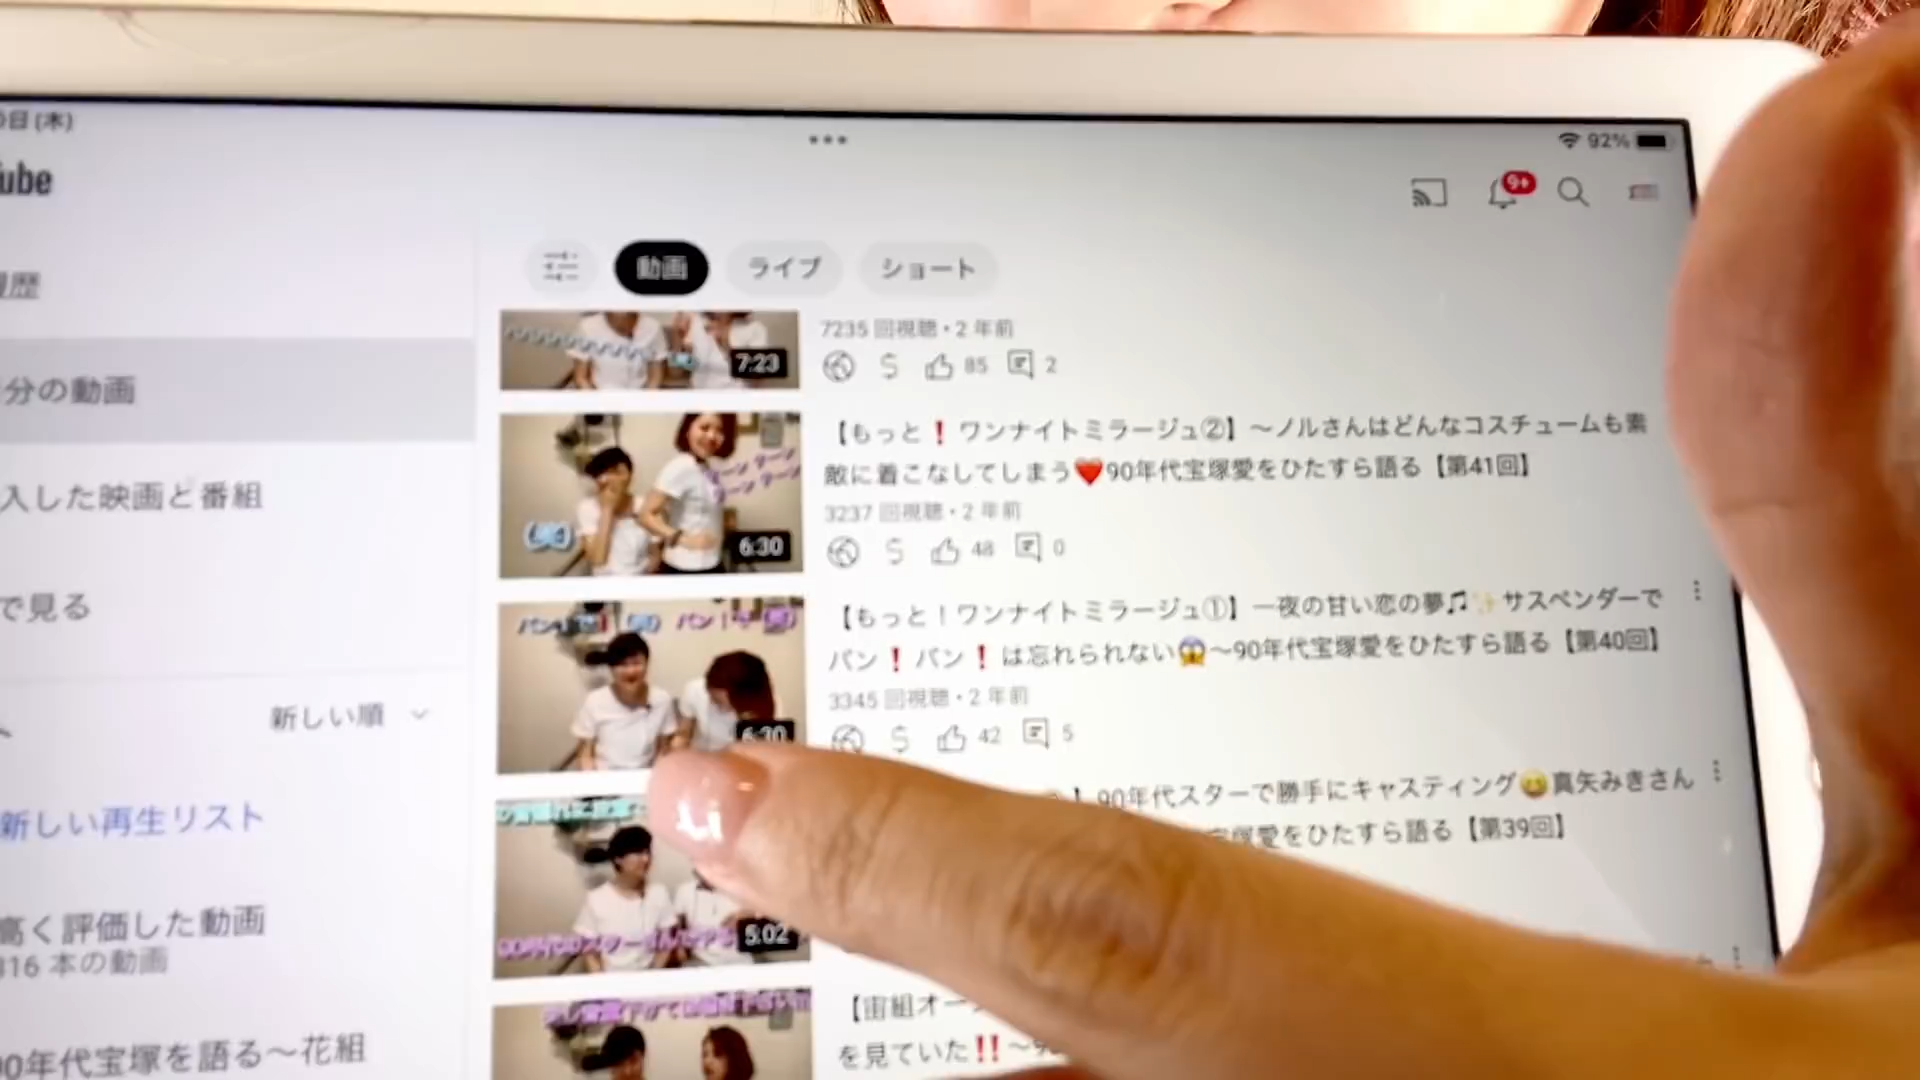 日(木)
92%
ube
9+
動画
ライブ
ショート
歴
分の動画
入した映画と番組
で見る
新しい順
新しい再生リスト
高く評価した動画
316 本の動画
90年代宝塚を語る～花組
7:23
7235 回視聴・2 年前
85
2
【もっと❗ワンナイトミラージュ②】～ノルさんはどんなコスチュームも素
敵に着こなしてしまう❤️90年代宝塚愛をひたすら語る【第41回】
3237 回視聴・2 年前
48
0
6:30
【もっと！ワンナイトミラージュ①】一夜の甘い恋の夢🎵✨サスペンダーで
バン❗バン❗は忘れられない😱～90年代宝塚愛をひたすら語る【第40回】
3345 回視聴・2 年前
42
5
6:30
】90年代スターで勝手にキャスティング😆真矢みきさん
塚愛をひたすら語る【第39回】
5:02
【宙組オー
を見ていた‼️～9